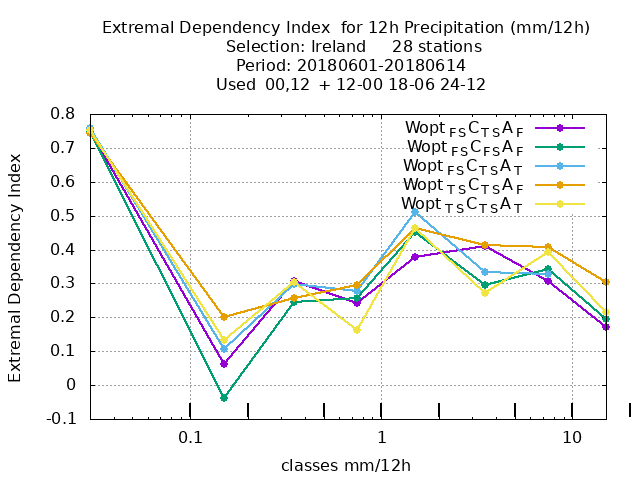 Extremal Dependency Index  for 12h Precipitation (mm/12h)
Selection: Ireland     28 stations
Period: 20180601-20180614
Used  00,12  + 12-00 18-06 24-12
Extremal Dependency Index
0.8
0.7
0.6
0.5
0.4
0.3
0.2
0.1
0
-0.1
Wopt FS C TS A F
Wopt FS C FS A F
Wopt FS C TS A T
Wopt TS C TS A F
Wopt TS C TS A T
0.1 1 10
classes mm/12h